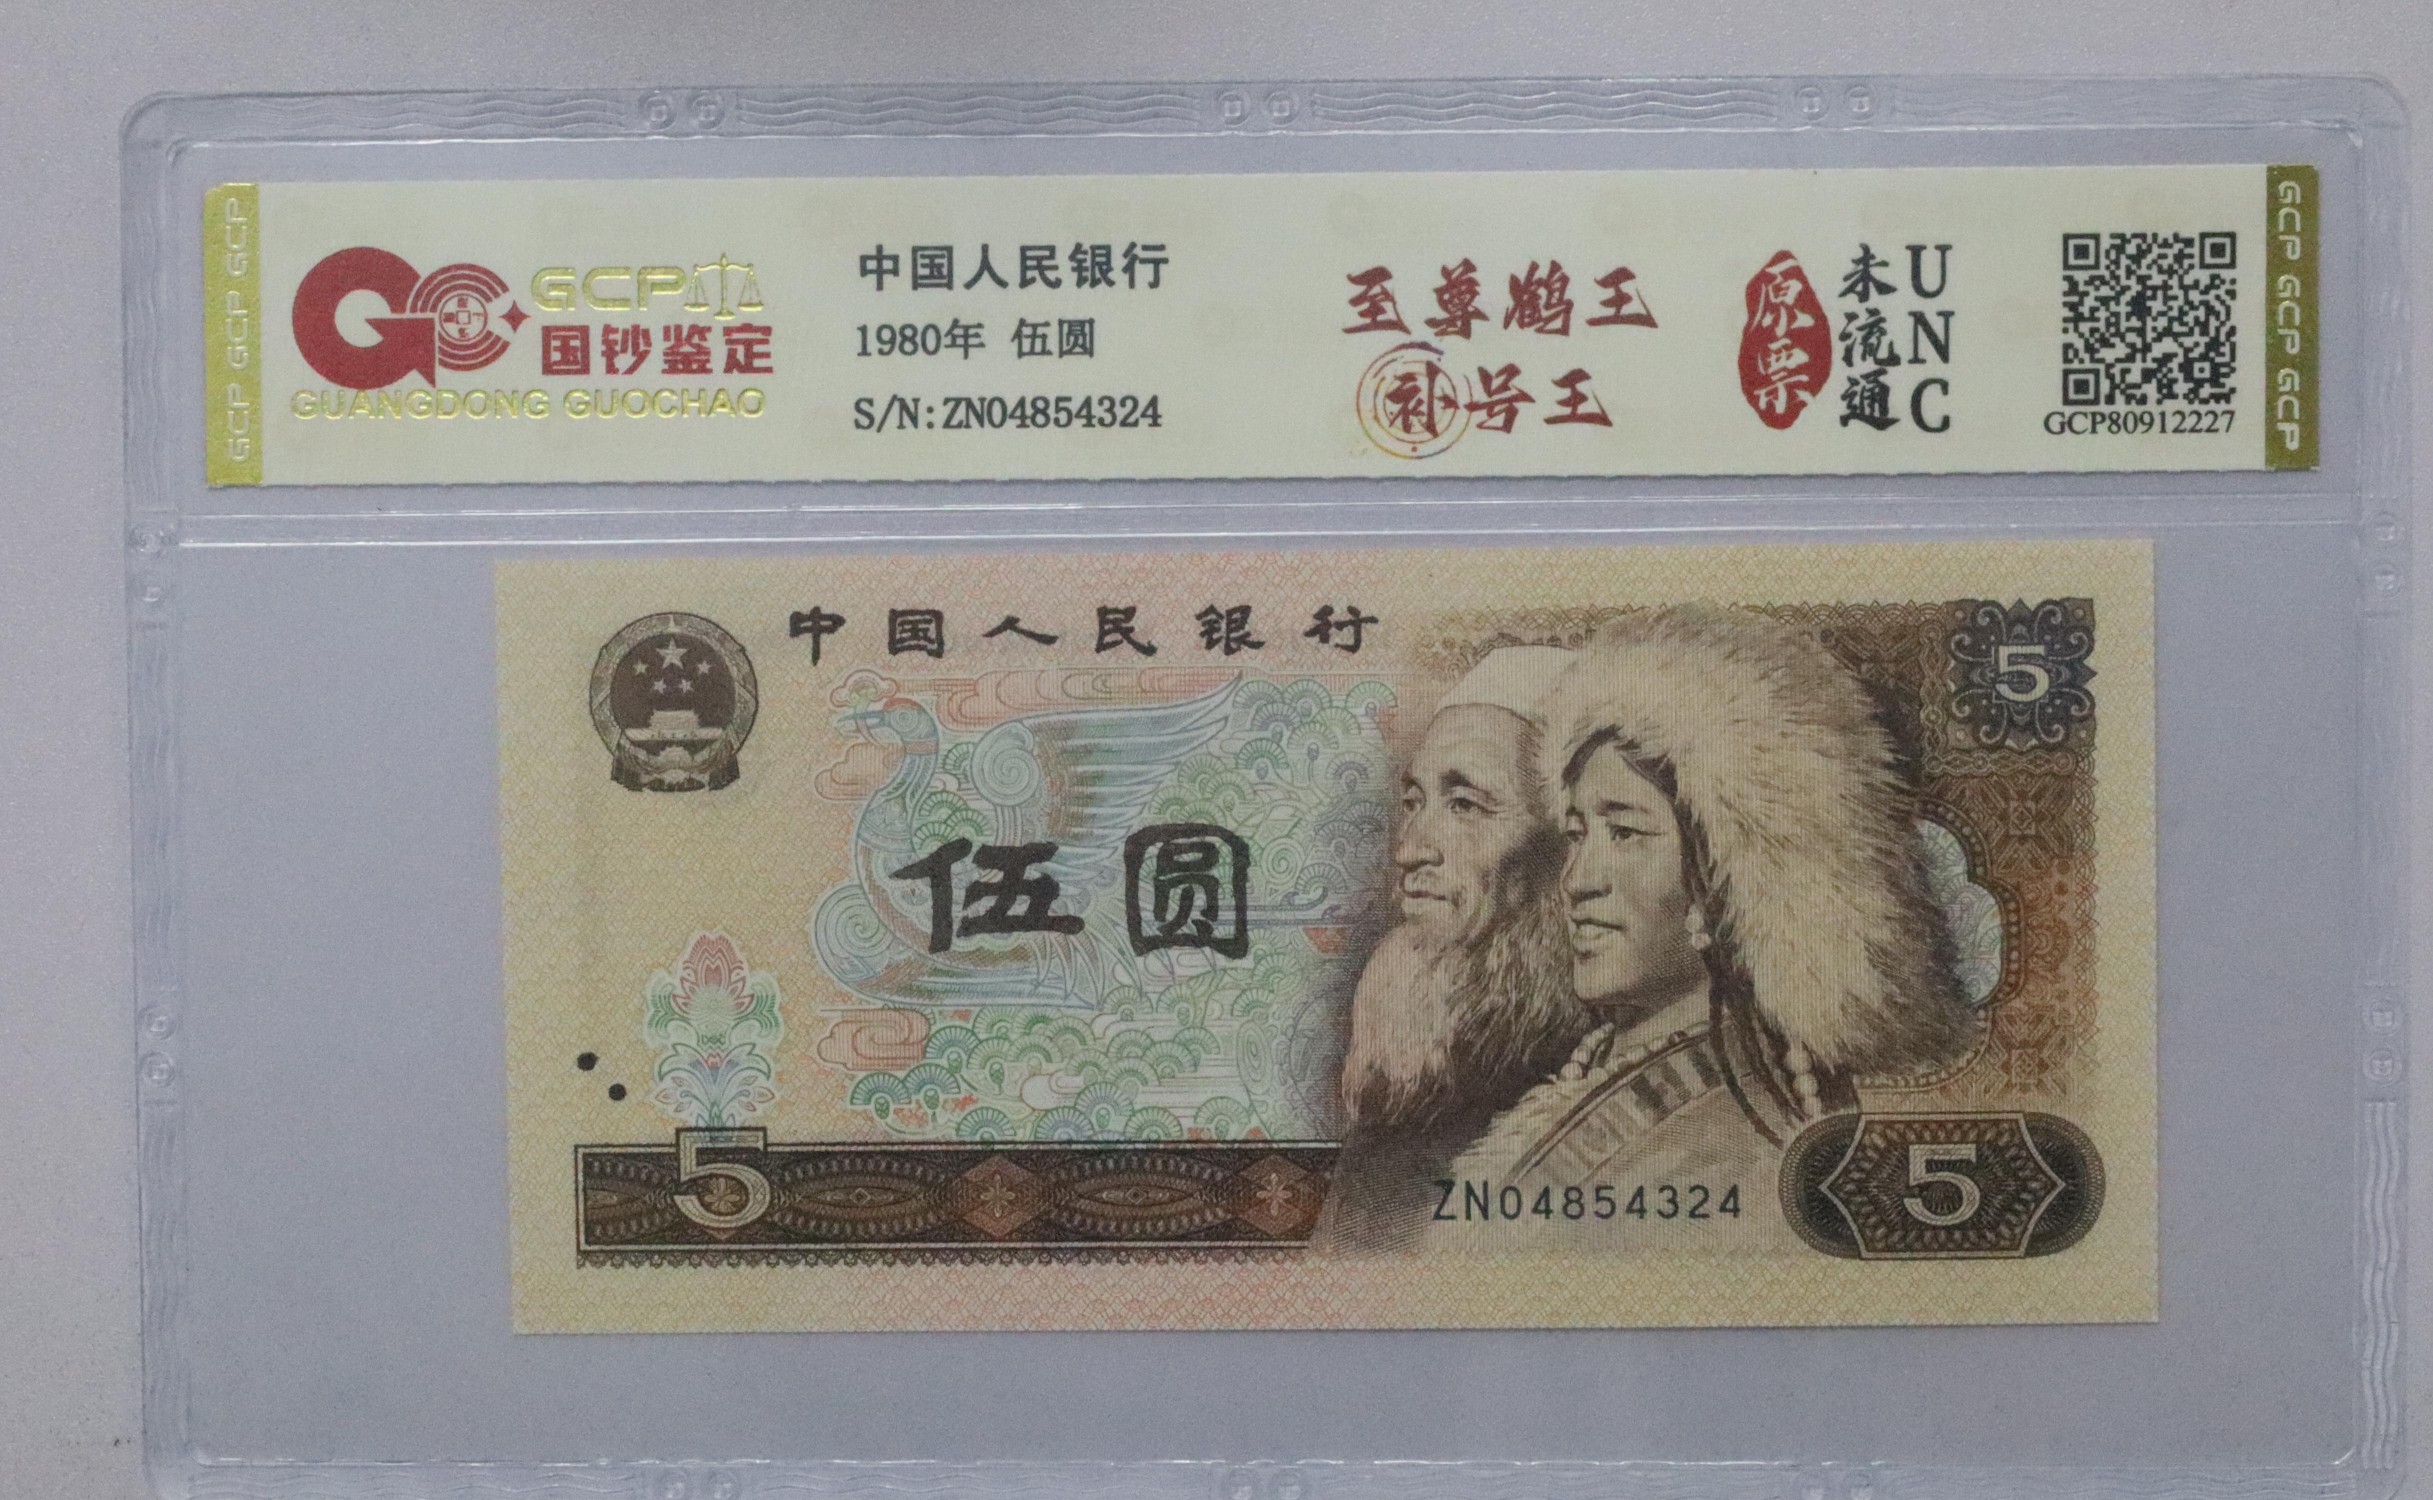 GCP GCP GCP
GCP
国钞鉴定
GUANGDONG GUOCHAO
中国人民银行
1980年 伍圆
S/N:ZN04854324
至尊鹤王
补号王
原票
未流通
UNC
GCP80912227
GCP GCP GCP
中国人民银行
5
伍圆
5
ZN04854324
5